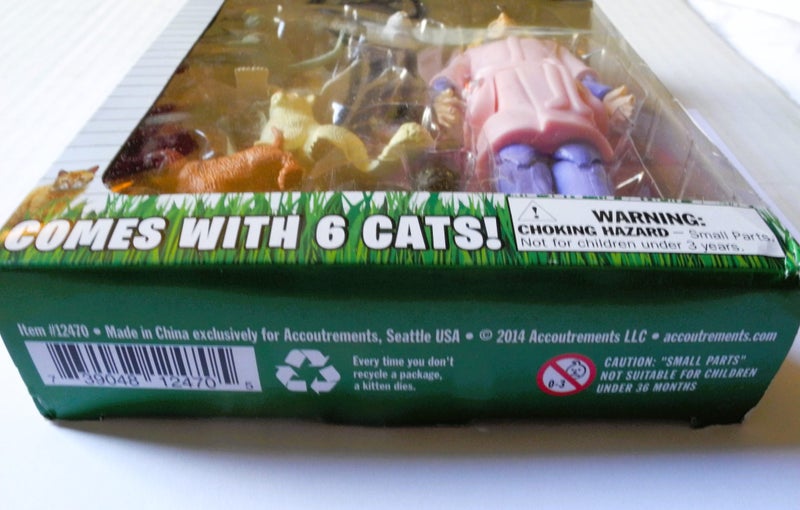 COMES WITH 6 CATS!
WARNING:
CHOKING HAZARD — Small Parts.
Not for children under 3 years.
Item #12470 • Made in China exclusively for Accoutrements, Seattle USA • © 2014 Accoutrements LLC • accoutrements.com
7 39048 12470 5
Every time you don't
recycle a package,
a kitten dies.
0-3
CAUTION: "SMALL PARTS"
NOT SUITABLE FOR CHILDREN
UNDER 36 MONTHS